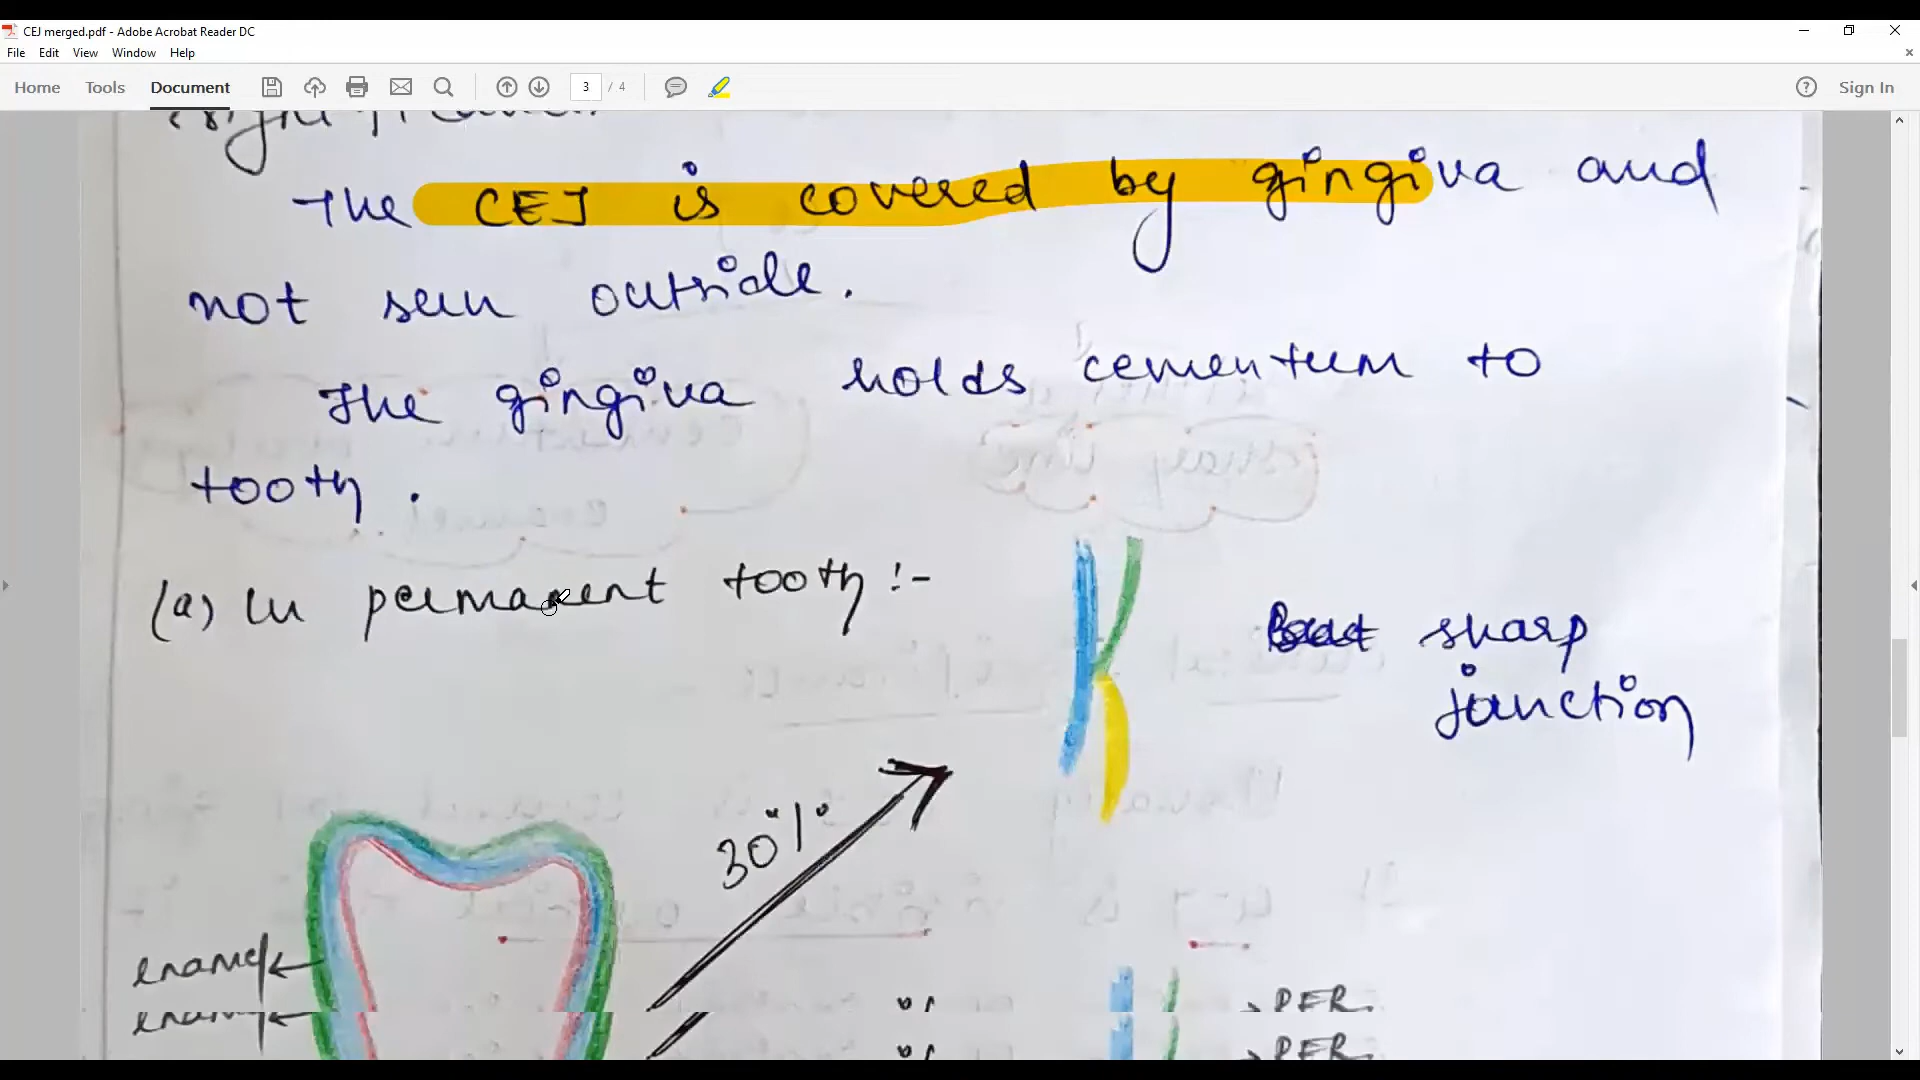 CEJ merged.pdf - Adobe Acrobat Reader DC
File Edit View Window Help
Home Tools Document 3 / 4 Sign In
The CEJ is covered by gingiva and
not seen outside.
The gingiva holds cementum to
tooth.
(a) In permanent tooth :-
sharp
junction
30%
enamel
→ PER.
→ PER.